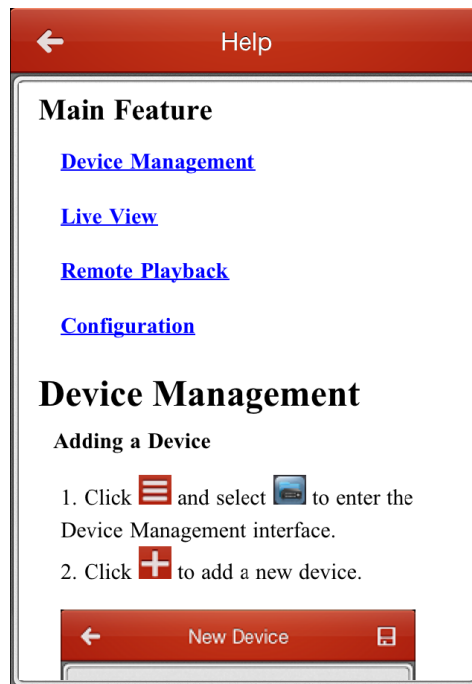 Help
Main Feature
Device Management
Live View
Remote Playback
Configuration
Device Management
Adding a Device
1. Click and select to enter the
Device Management interface.
2. Click to add a new device.
New Device